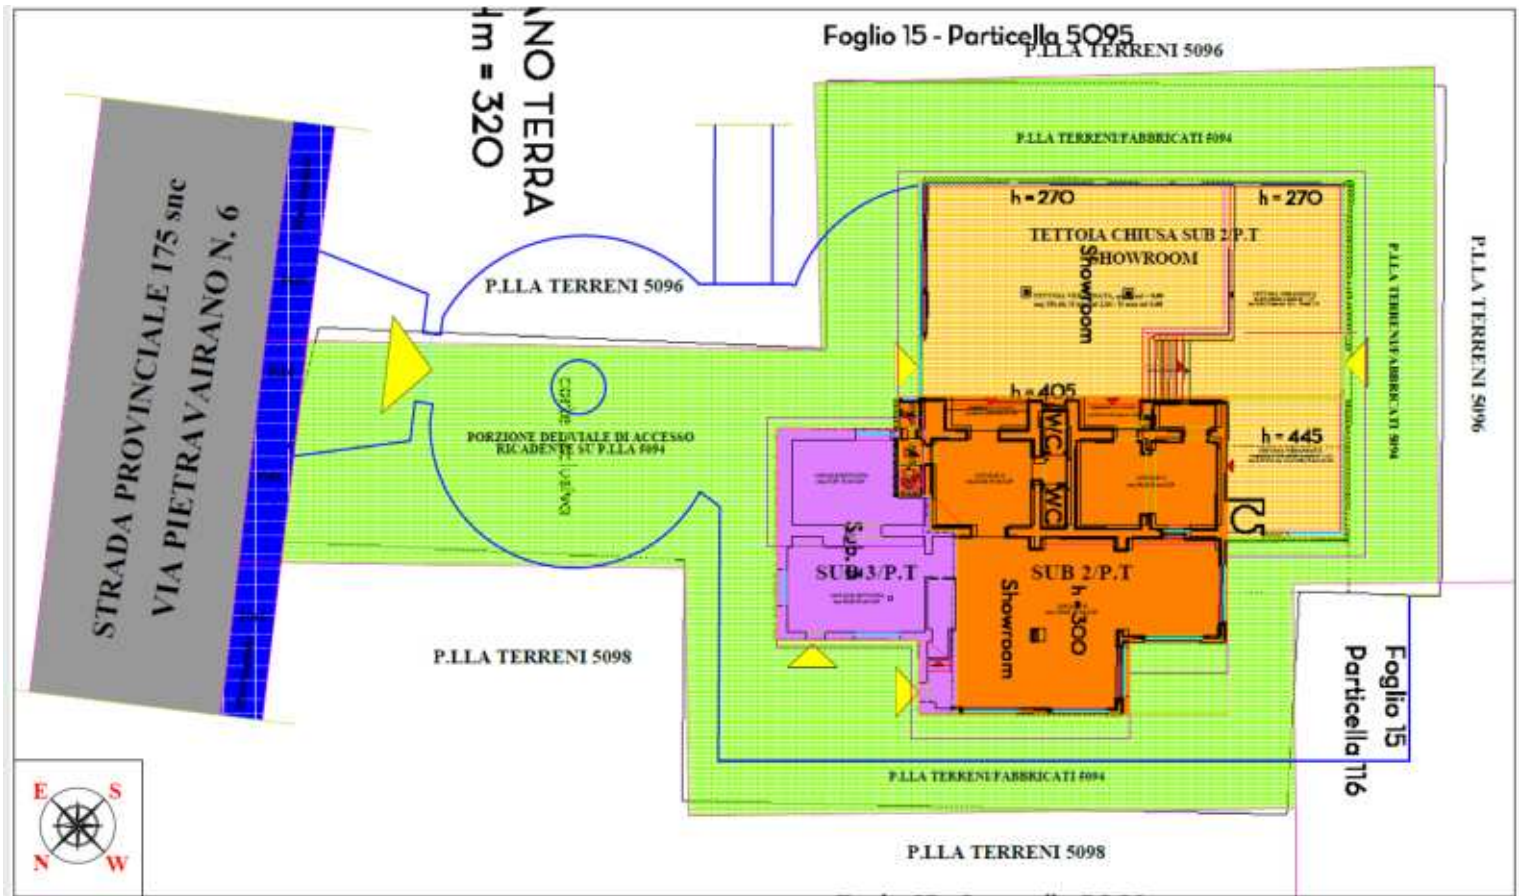 ANO TERRA
Hm = 320
Foglio 15 - Particella 5095
P.LLA TERRENI 5096
P.LLA TERRENI/FABBRICATI 5094
h = 270
h = 270
TETTOIA CHIUSA SUB 2/P.T
SHOWROOM
Showroom
P.LLA TERRENI/FABBRICATI 5094
P.LLA TERRENI 5096
STRADA PROVINCIALE 175 snc
VIA PIETRAVAIRANO N. 6
P.LLA TERRENI 5096
h = 405
WC
WC
h = 445
PORZIONE DEL VIALE DI ACCESSO
RICADENTE SU P.LLA 5094
corte
SUB 3/P.T
Sub.
SUB 2/P.T
Showroom
h = 300
P.LLA TERRENI 5098
Foglio 15
Particella 116
P.LLA TERRENI/FABBRICATI 5094
P.LLA TERRENI 5098
E S
N W